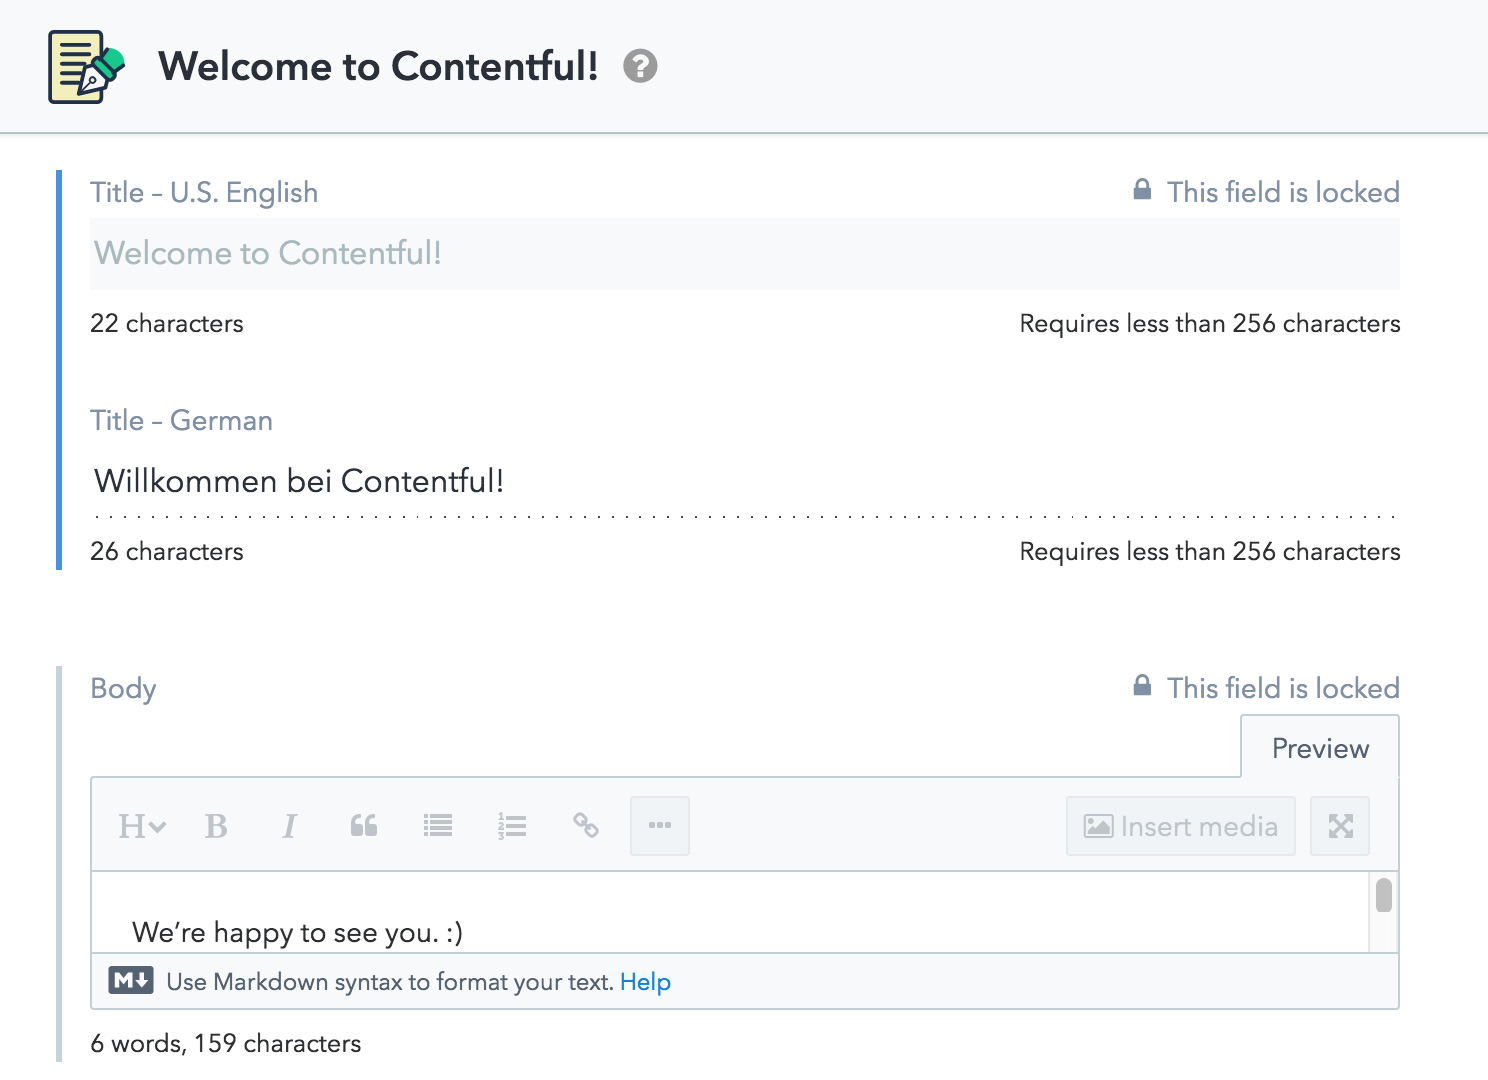 Welcome to Contentful! ?
Title – U.S. English This field is locked
Welcome to Contentful!
22 characters Requires less than 256 characters
Title – German
Willkommen bei Contentful!
26 characters Requires less than 256 characters
Body This field is locked
Preview
H B I “ 1 2 3 ... Insert media
We’re happy to see you. :)
M Use Markdown syntax to format your text. Help
6 words, 159 characters